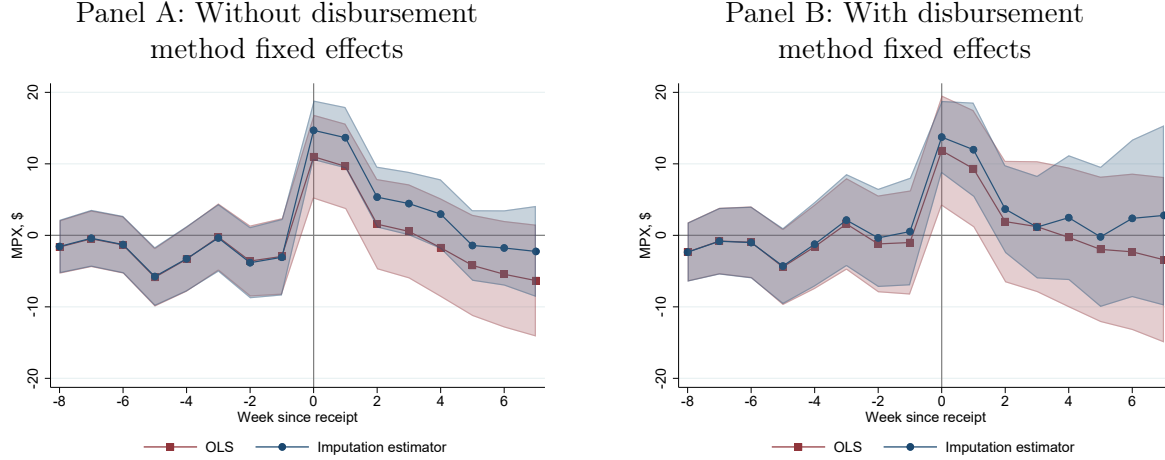 Panel A: Without disbursement
method fixed effects
20
10
0
-10
-20
MPX, $
-8 -6 -4 -2 0 2 4 6
Week since receipt
OLS Imputation estimator
Panel B: With disbursement
method fixed effects
20
10
0
-10
-20
MPX, $
-8 -6 -4 -2 0 2 4 6
Week since receipt
OLS Imputation estimator